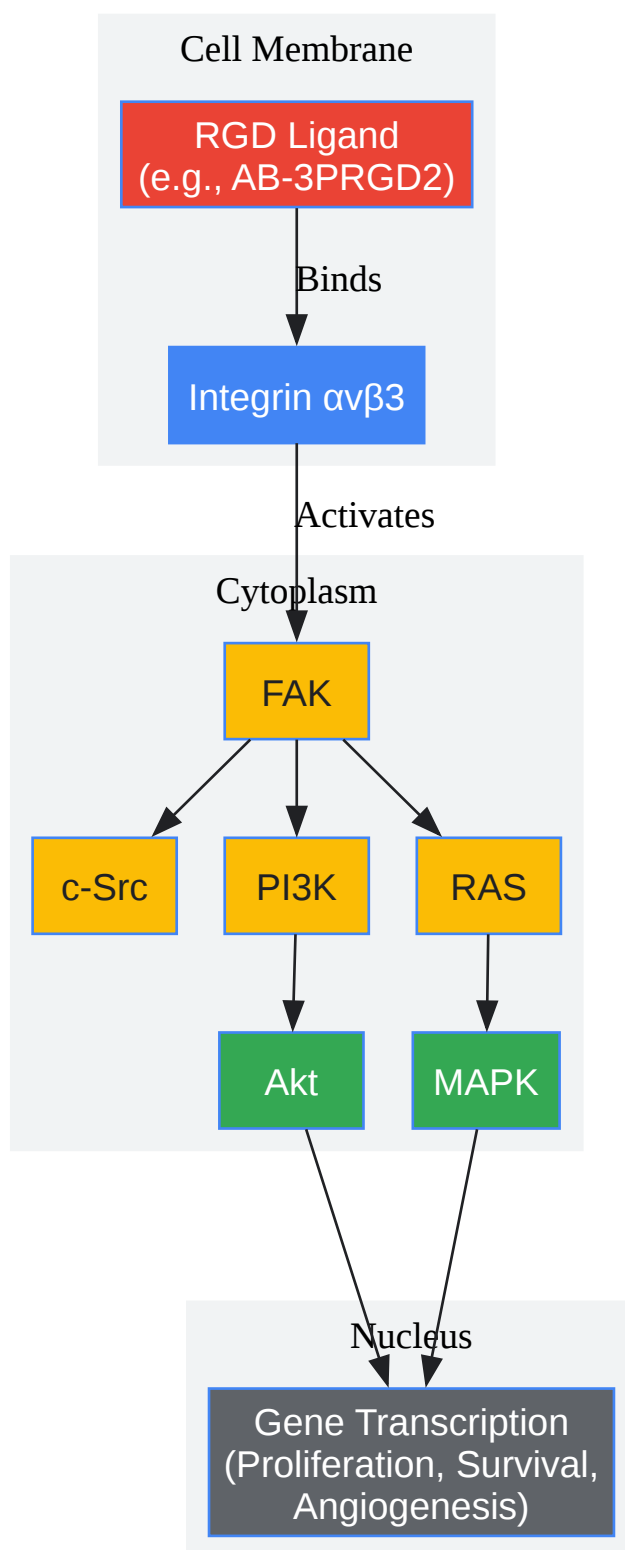 Cell Membrane
RGD Ligand
(e.g., AB-3PRGD2)
Binds
Integrin αvβ3
Activates
Cytoplasm
FAK
c-Src
PI3K
RAS
Akt
MAPK
Nucleus
Gene Transcription
(Proliferation, Survival,
Angiogenesis)